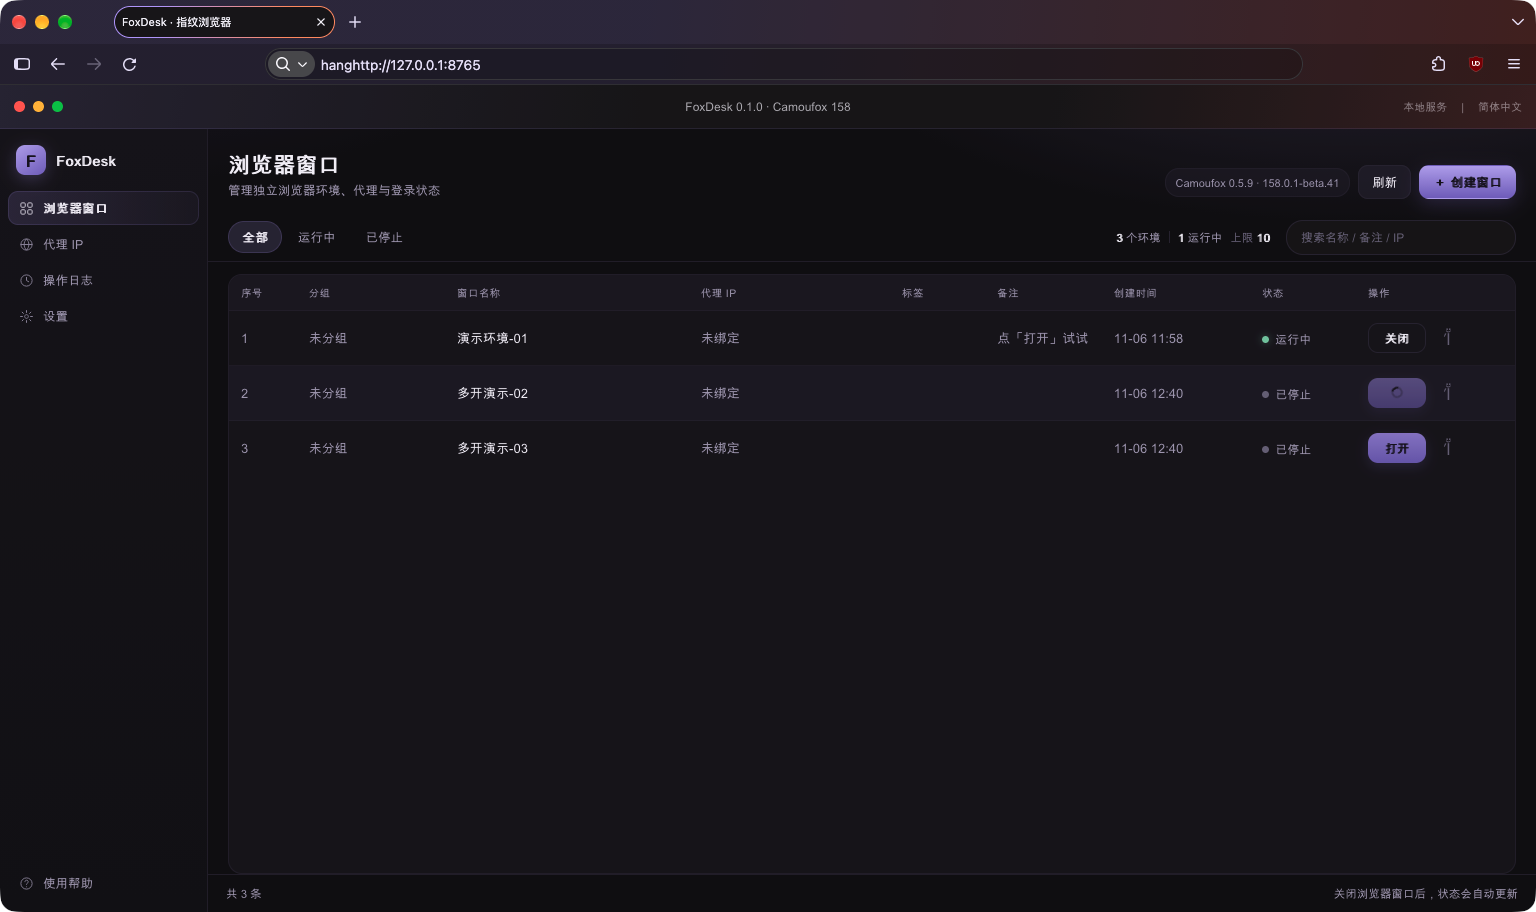 FoxDesk · 指纹浏览器
hanghttp://127.0.0.1:8765
FoxDesk 0.1.0 · Camoufox 158
本地服务 | 简体中文
F FoxDesk
浏览器窗口
代理 IP
操作日志
设置
使用帮助
浏览器窗口
管理独立浏览器环境、代理与登录状态
Camoufox 0.5.9 · 158.0.1-beta.41
刷新
+ 创建窗口
全部 运行中 已停止
3 个环境 1 运行中 上限 10
搜索名称 / 备注 / IP
序号 分组 窗口名称 代理 IP 标签 备注 创建时间 状态 操作
1 未分组 演示环境-01 未绑定 点「打开」试试 11-06 11:58 运行中 关闭
2 未分组 多开演示-02 未绑定 11-06 12:40 已停止
3 未分组 多开演示-03 未绑定 11-06 12:40 已停止 打开
共 3 条
关闭浏览器窗口后，状态会自动更新